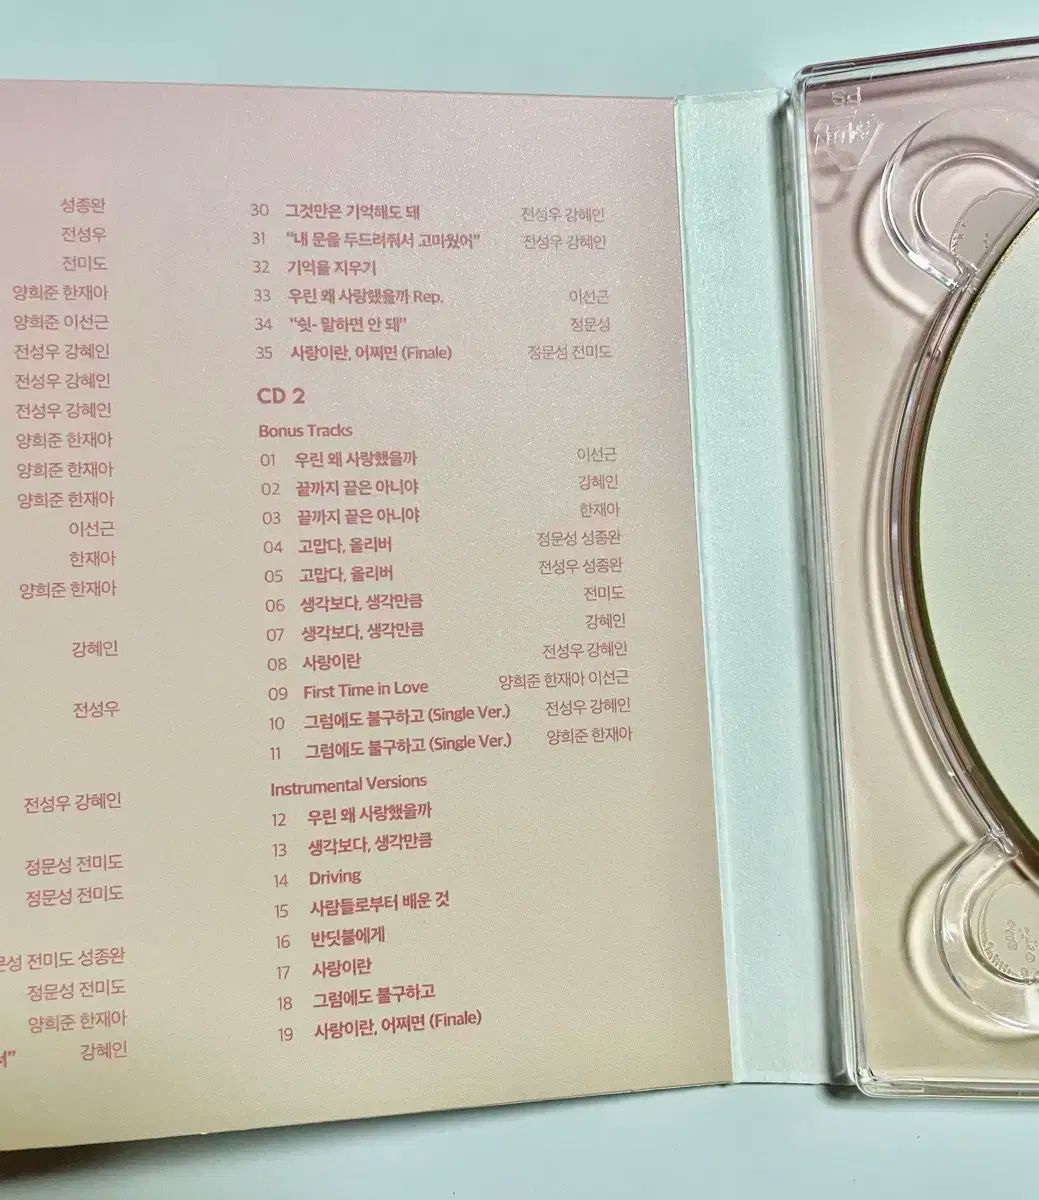 성종완
전성우
전미도
양희준 한재아
양희준 이선근
전성우 강혜인
전성우 강혜인
전성우 강혜인
양희준 한재아
양희준 한재아
양희준 한재아
이선근
한재아
양희준 한재아
강혜인
전성우
전성우 강혜인
정문성 전미도
정문성 전미도
전미도 성종완
정문성 전미도
양희준 한재아
강혜인
30 그것만은 기억해도 돼 전성우 강혜인
31 “내 문을 두드려줘서 고마웠어” 전성우 강혜인
32 기억을 지우기
33 우린 왜 사랑했을까 Rep. 이선근
34 “쉿- 말하면 안 돼” 정문성
35 사랑이란, 어쩌면 (Finale) 정문성 전미도
CD 2
Bonus Tracks
01 우린 왜 사랑했을까 이선근
02 끝까지 끝은 아니야 강혜인
03 끝까지 끝은 아니야 한재아
04 고맙다, 올리버 정문성 성종완
05 고맙다, 올리버 전성우 성종완
06 생각보다, 생각만큼 전미도
07 생각보다, 생각만큼 강혜인
08 사랑이란 전성우 강혜인
09 First Time in Love 양희준 한재아 이선근
10 그럼에도 불구하고 (Single Ver.) 전성우 강혜인
11 그럼에도 불구하고 (Single Ver.) 양희준 한재아
Instrumental Versions
12 우린 왜 사랑했을까
13 생각보다, 생각만큼
14 Driving
15 사람들로부터 배운 것
16 반딧불에게
17 사랑이란
18 그럼에도 불구하고
19 사랑이란, 어쩌면 (Finale)